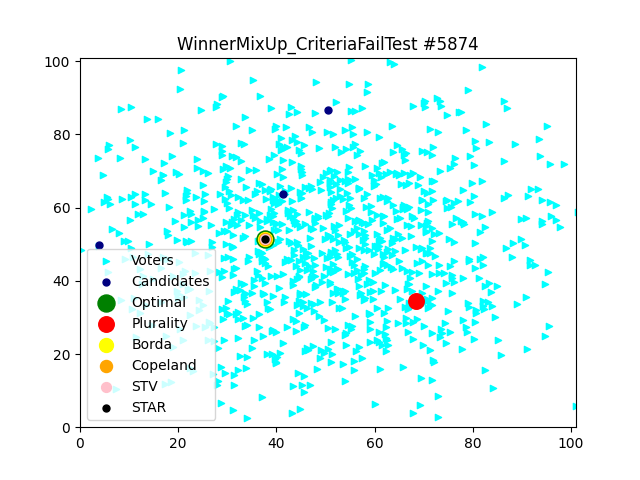 WinnerMixUp_CriteriaFailTest #5874
100
80
60
40
20
0
0 20 40 60 80 100
Voters
Candidates
Optimal
Plurality
Borda
Copeland
STV
STAR